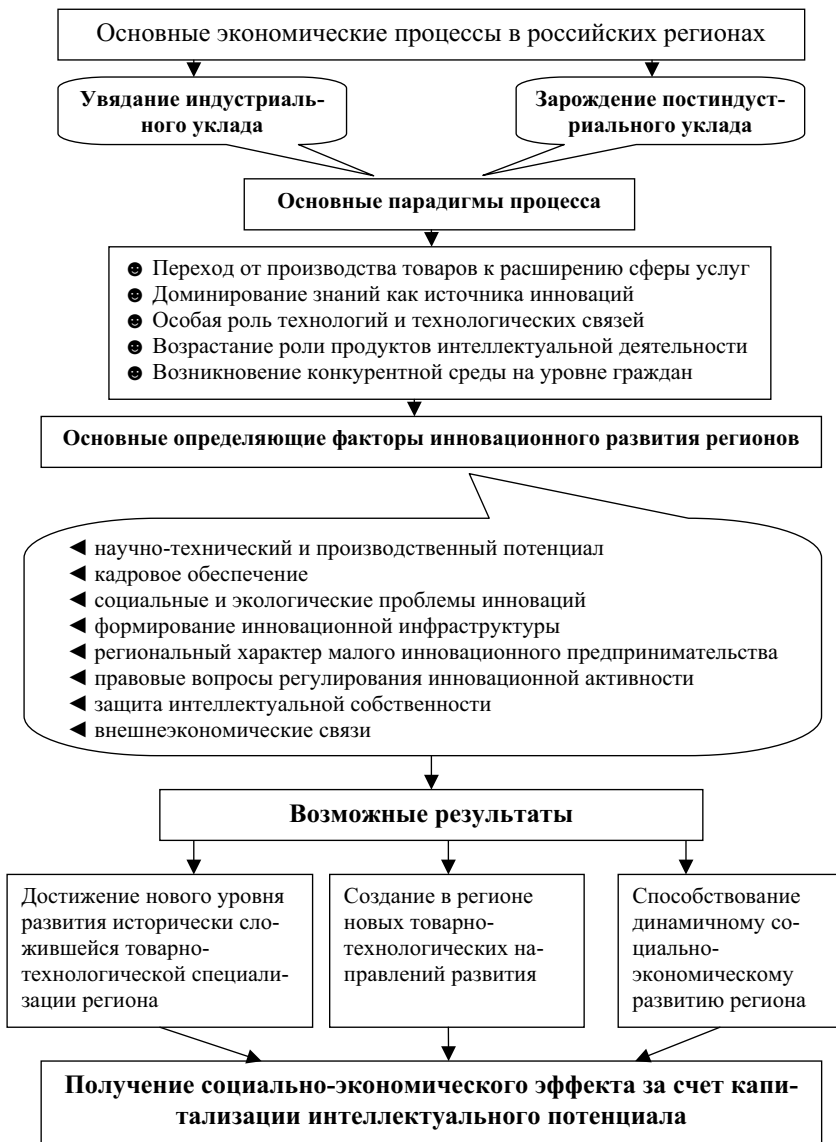 Основные экономические процессы в российских регионах
Увядание индустриаль-
ного уклада
Зарождение постиндуст-
риального уклада
Основные парадигмы процесса
☻ Переход от производства товаров к расширению сферы услуг
☻ Доминирование знаний как источника инноваций
☻ Особая роль технологий и технологических связей
☻ Возрастание роли продуктов интеллектуальной деятельности
☻ Возникновение конкурентной среды на уровне граждан
Основные определяющие факторы инновационного развития регионов
◄ научно-технический и производственный потенциал
◄ кадровое обеспечение
◄ социальные и экологические проблемы инноваций
◄ формирование инновационной инфраструктуры
◄ региональный характер малого инновационного предпринимательства
◄ правовые вопросы регулирования инновационной активности
◄ защита интеллектуальной собственности
◄ внешнеэкономические связи
Возможные результаты
Достижение нового уровня
развития исторически сло-
жившейся товарно-
технологической специали-
зации региона
Создание в регионе
новых товарно-
технологических на-
правлений развития
Способствование
динамичному со-
циально-
экономическому
развитию региона
Получение социально-экономического эффекта за счет капи-
тализации интеллектуального потенциала